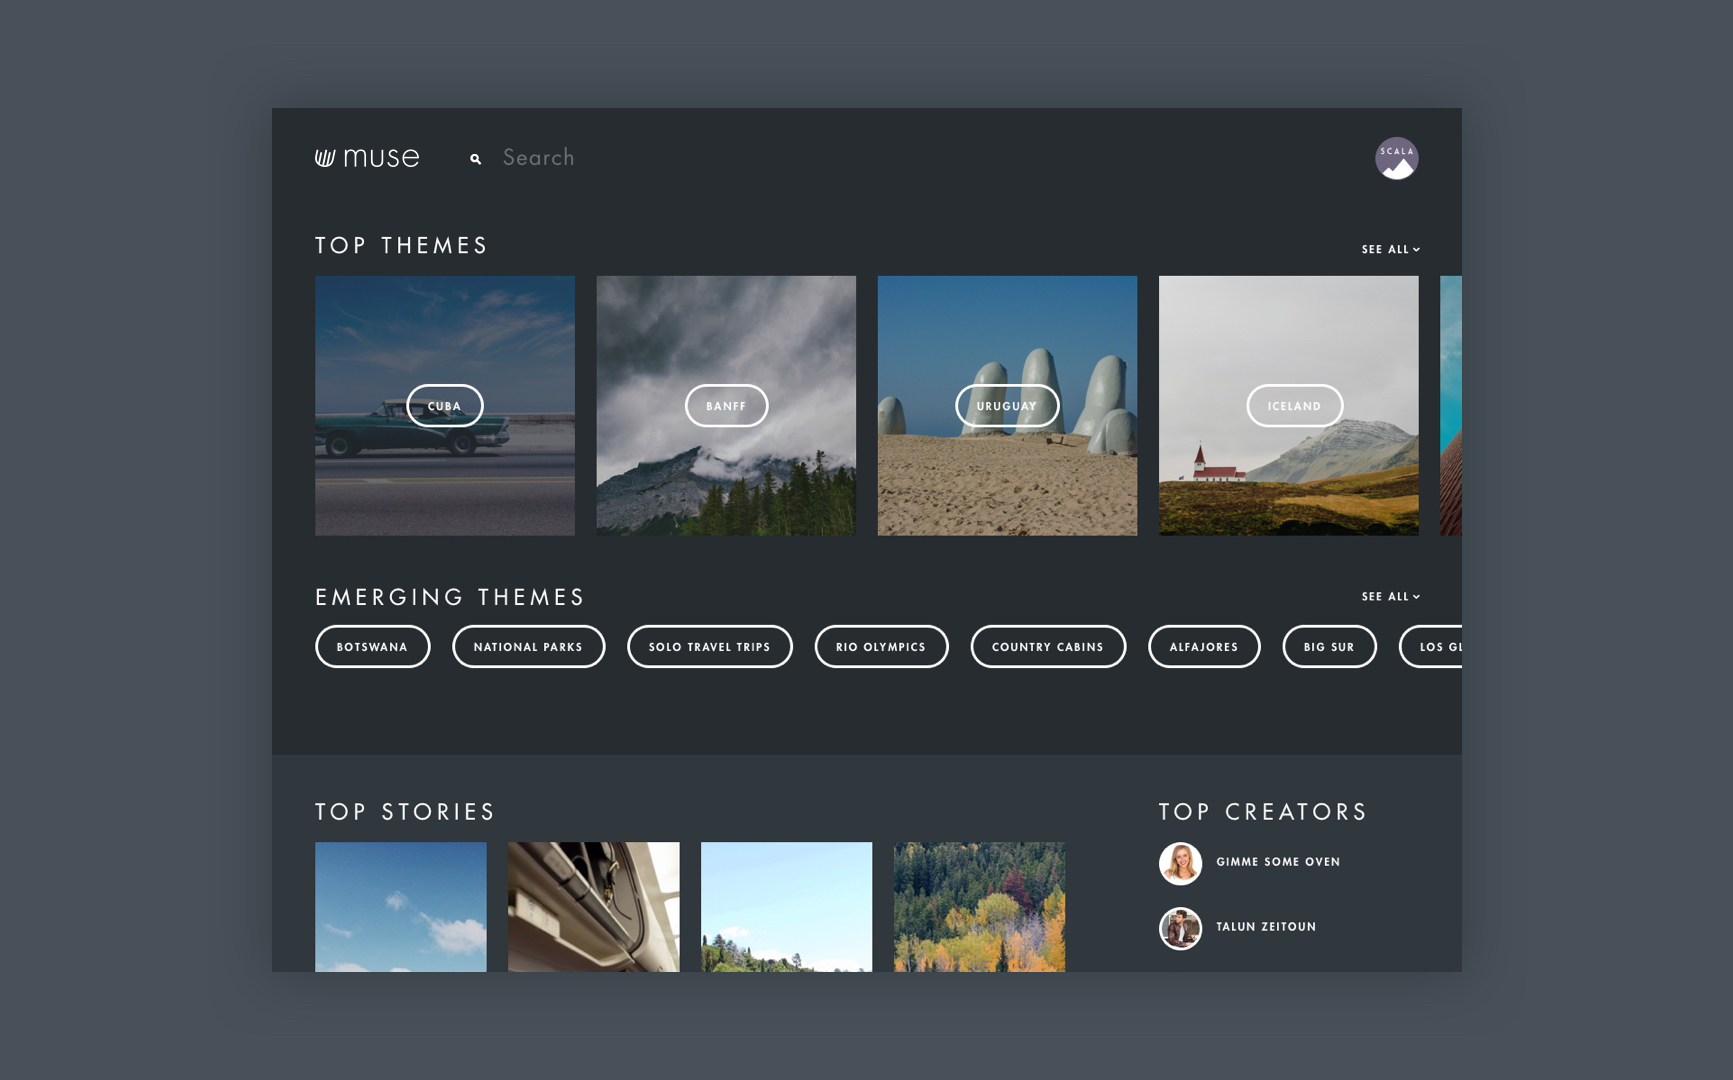 muse
Search
SCALA
TOP THEMES
SEE ALL
CUBA
BANFF
URUGUAY
ICELAND
EMERGING THEMES
SEE ALL
BOTSWANA
NATIONAL PARKS
SOLO TRAVEL TRIPS
RIO OLYMPICS
COUNTRY CABINS
ALFAJORES
BIG SUR
LOS GL
TOP STORIES
TOP CREATORS
GIMME SOME OVEN
TALUN ZEITOUN